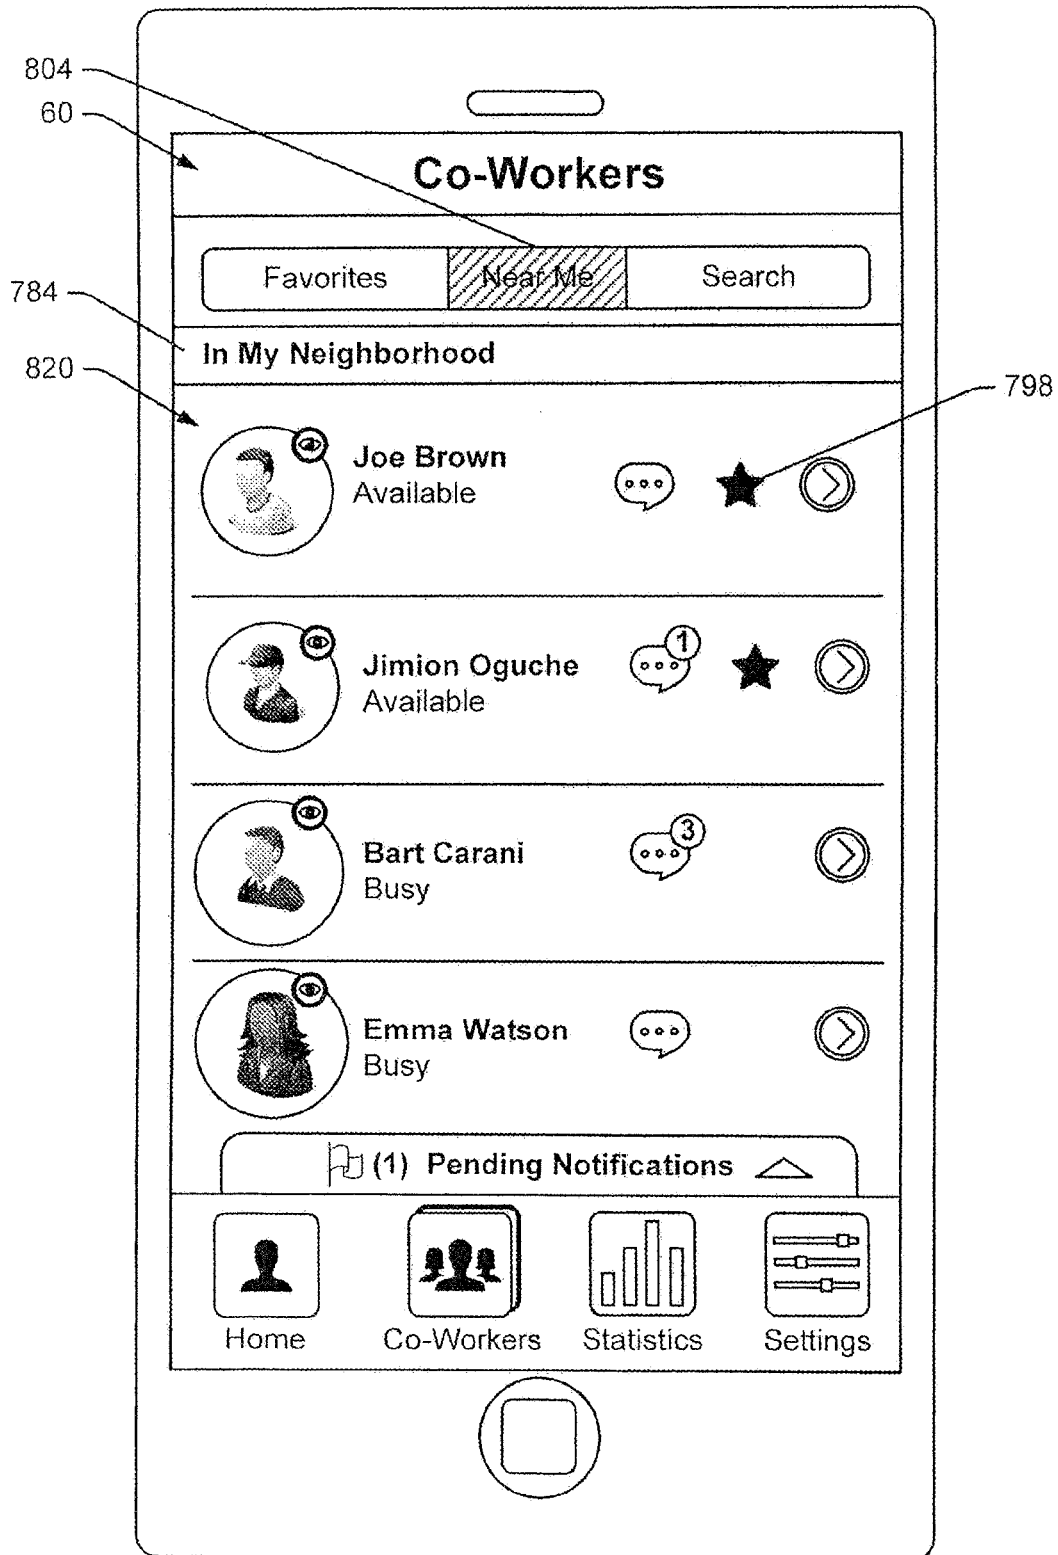 804
60
Co-Workers
Favorites Near Me Search
784
In My Neighborhood
820
798
Joe Brown
Available
1
Jimion Oguche
Available
3
Bart Carani
Busy
Emma Watson
Busy
(1) Pending Notifications
Home Co-Workers Statistics Settings